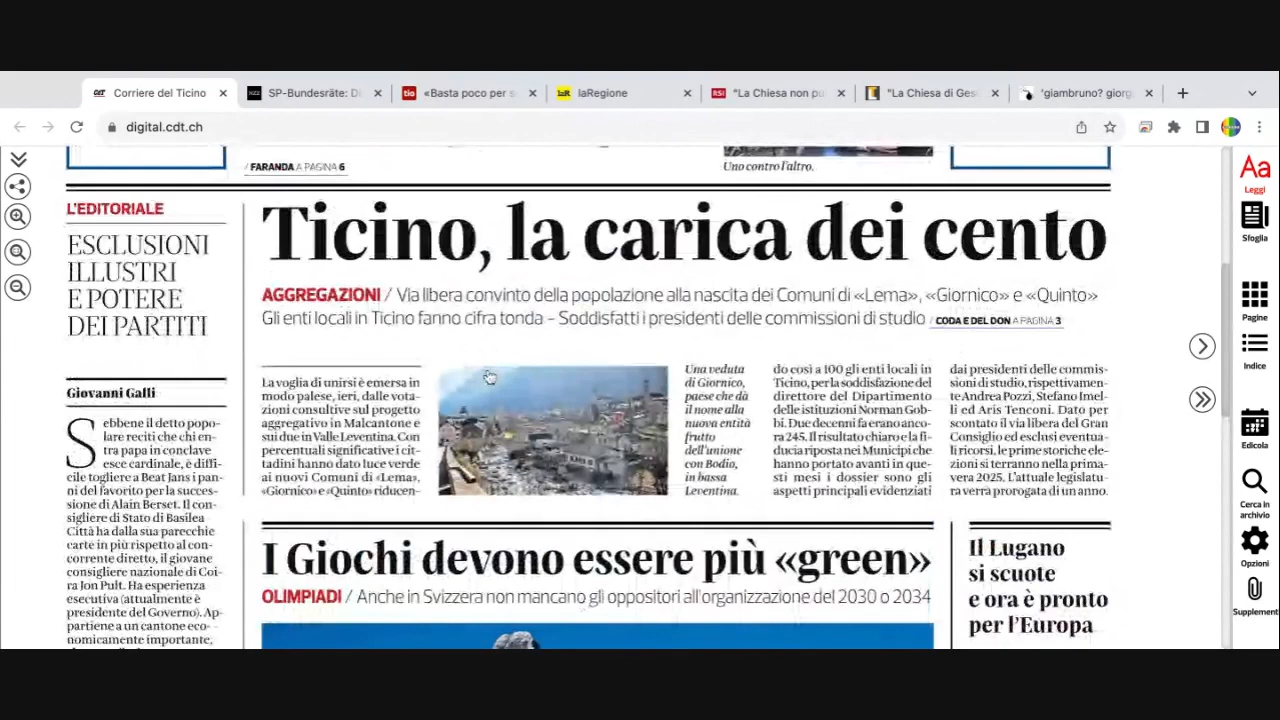 Corriere del Ticino
SP-Bundesräte:
«Basta poco per
laRegione
"La Chiesa non
"La Chiesa di
'giambruno?
digital.cdt.ch
/ FARANDA A PAGINA 6
Uno contro l'altro.
L'EDITORIALE
ESCLUSIONI
ILLUSTRI
E POTERE
DEI PARTITI
Giovanni Galli
Sebbene il detto popo-
lare reciti che chi en-
tra papa in conclave
esce cardinale, è diffi-
cile togliere a Beat Jans i pan-
ni del favorito per la succes-
sione di Alain Berset. Il con-
sigliere di Stato di Basilea
Città ha dalla sua parecchie
carte in più rispetto al con-
corrente diretto, il giovane
consigliere nazionale di Coi-
ra Jon Pult. Ha esperienza
esecutiva (attualmente è
presidente del Governo). Ap-
partiene a un cantone eco-
nomicamente importante,
Ticino, la carica dei cento
AGGREGAZIONI / Via libera convinto della popolazione alla nascita dei Comuni di «Lema», «Giornico» e «Quinto»
Gli enti locali in Ticino fanno cifra tonda – Soddisfatti i presidenti delle commissioni di studio / CODA E DEL DON A PAGINA 3
La voglia di unirsi è emersa in
modo palese, ieri, dalle vota-
zioni consultive sul progetto
aggregativo in Malcantone e
sui due in Valle Leventina. Con
percentuali significative i cit-
tadini hanno dato luce verde
ai nuovi Comuni di «Lema»,
«Giornico» e «Quinto» riducen-
Una veduta
di Giornico,
paese che dà
il nome alla
nuova entità
frutto
dell'unione
con Bodio,
in bassa
Leventina.
do così a 100 gli enti locali in
Ticino, per la soddisfazione del
direttore del Dipartimento
delle istituzioni Norman Gob-
bi. Due decenni fa erano anco-
ra 245. Il risultato chiaro e la fi-
ducia riposta nei Municipi che
hanno portato avanti in que-
sti mesi i dossier sono gli
aspetti principali evidenziati
dai presidenti delle commis-
sioni di studio, rispettivamen-
te Andrea Pozzi, Stefano Imel-
li ed Aris Tenconi. Dato per
scontato il via libera del Gran
Consiglio ed esclusi eventua-
li ricorsi, le prime storiche ele-
zioni si terranno nella prima-
vera 2025. L'attuale legislatu-
ra verrà prorogata di un anno.
I Giochi devono essere più «green»
OLIMPIADI / Anche in Svizzera non mancano gli oppositori all'organizzazione del 2030 o 2034
Il Lugano
si scuote
e ora è pronto
per l'Europa
Aa
Leggi
Sfoglia
Pagine
Indice
Edicola
Cerca in
archivio
Opzioni
Supplement